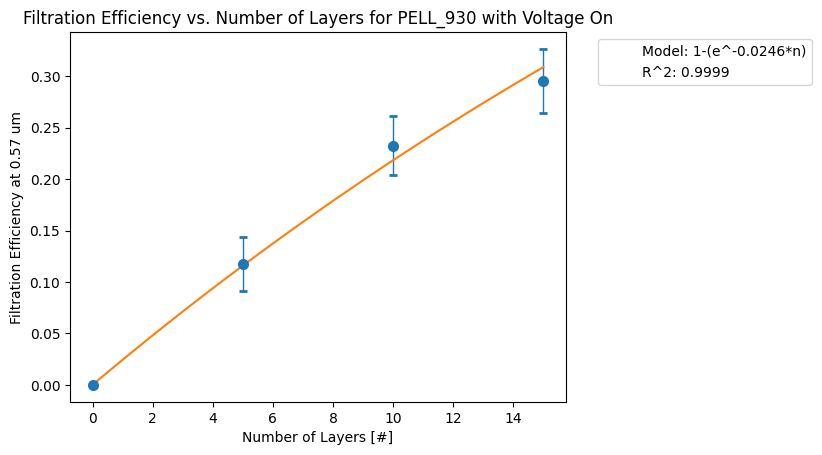 Filtration Efficiency vs. Number of Layers for PELL_930 with Voltage On
Model: 1-(e^-0.0246*n)
R^2: 0.9999
Filtration Efficiency at 0.57 um
0.30
0.25
0.20
0.15
0.10
0.05
0.00
0 2 4 6 8 10 12 14
Number of Layers [#]